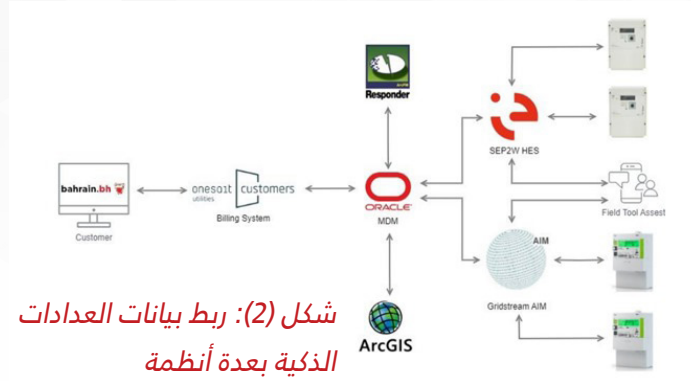 Responder
SEP2W HES
bahrain.bh
Customer
onesait customers
utilities
Billing System
ORACLE
MDM
Field Tool Assest
AIM
Gridstream AIM
ArcGIS
شكل (2): ربط بيانات العدادات
الذكية بعدة أنظمة